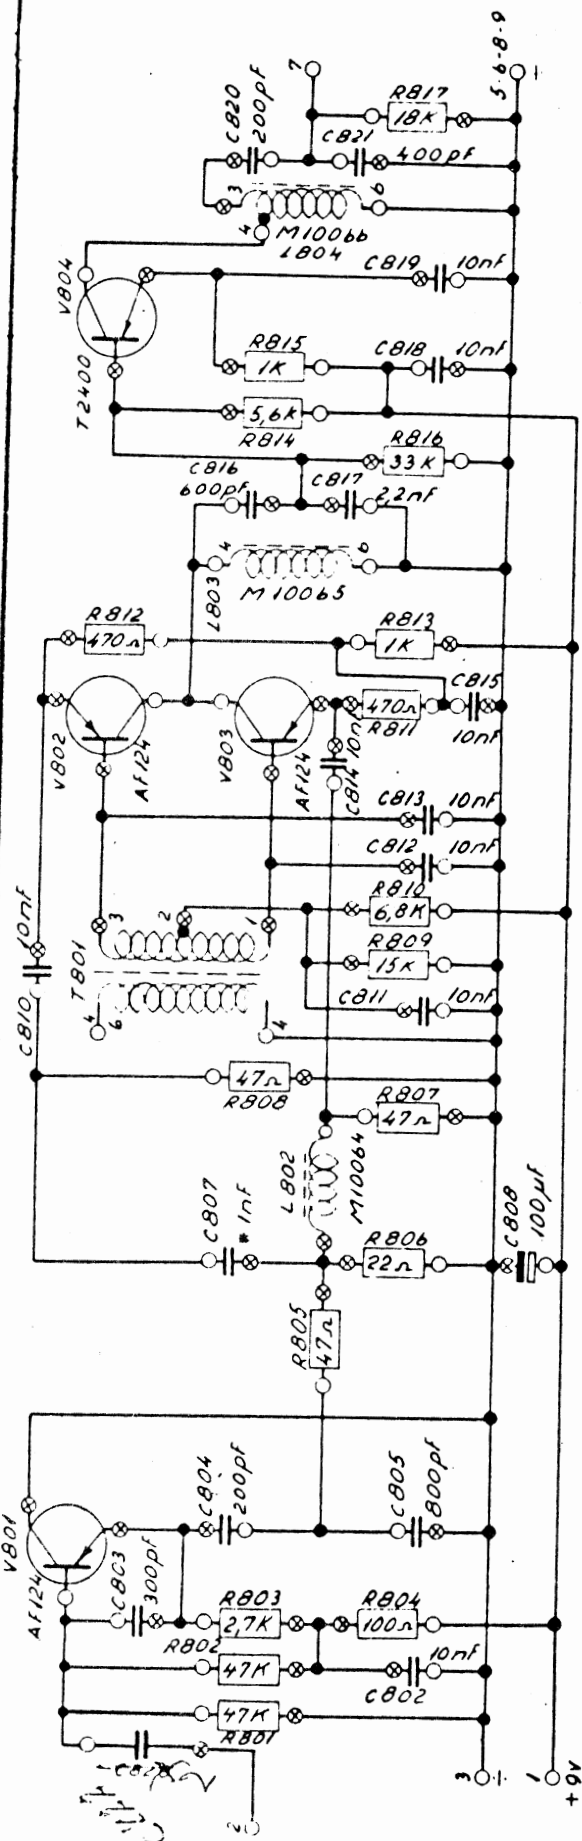 7
5-6-8-9
C820
200pF
R817
18K
C821
400pF
3
6
4
M1006b
L804
V804
C819
10nF
T2400
R815
1K
C818
10nF
5,6K
R814
R816
33K
C816
600pF
C817
2,2nF
4
6
L803
M10065
R812
470Ω
R813
1K
C815
10nF
V802
AF124
V803
AF124
470Ω
R811
10nF
C814
C813
10nF
C812
10nF
10nF
C810
3
2
1
T801
4
6
4
R810
6,8K
R809
15K
C811
10nF
47Ω
R808
R807
47Ω
L802
M10064
C807
*1nF
R806
22Ω
C808
100µF
R805
47Ω
V801
AF124
C804
200pF
C805
800pF
C803
300pF
R803
2,7K
R804
100Ω
R802
47K
C802
10nF
47K
R801
2
3
1
+9V